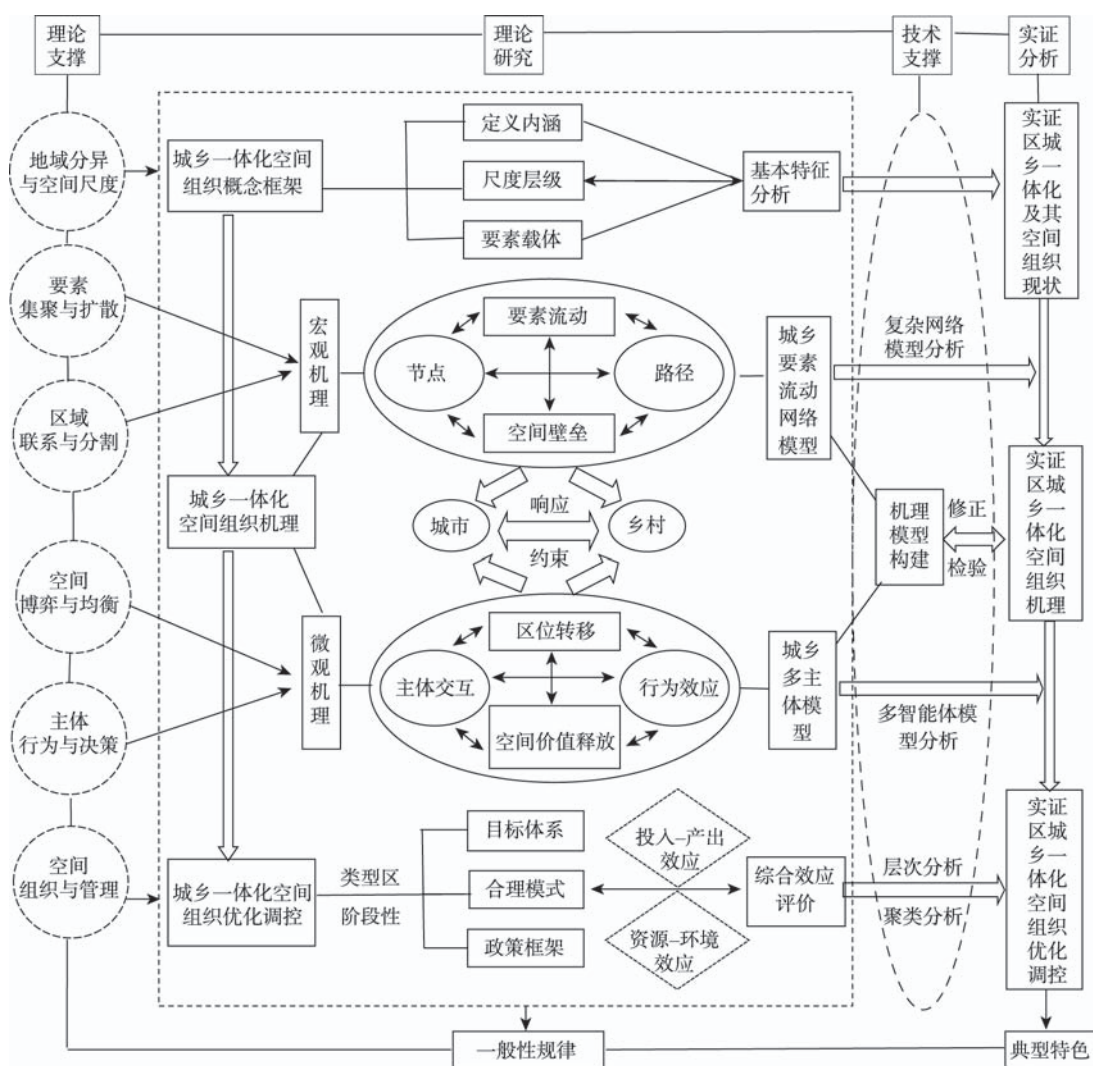 理论
支撑
理论
研究
技术
支撑
实证
分析
地域分异
与空间尺度
城乡一体化空间
组织概念框架
定义内涵
尺度层级
要素载体
基本特征
分析
实证
区城
乡一
体化
及其
空间
组织
现状
要素
集聚与扩散
区域
联系与分割
宏
观
机
理
要素流动
节点
路径
空间壁垒
城乡
要素
流动
网络
模型
复杂网络
模型分析
城乡一体化
空间组织机理
城市
响应
约束
乡村
机理
模型
构建
修正
检验
实证
区域
乡一
体化
空间
组织
机理
空间
博弈与均衡
主体
行为与决策
微
观
机
理
区位转移
主体交互
行为效应
空间价值释放
城乡
多主
体模
型
多智能体模
型分析
空间
组织与管理
城乡一体化空间
组织优化调控
类型区
阶段性
目标体系
合理模式
政策框架
投入–产出
效应
资源–环境
效应
综合效应
评价
层次分析
聚类分析
实证
区城
乡一
体化
空间
组织
优化
调控
一般性规律
典型特色